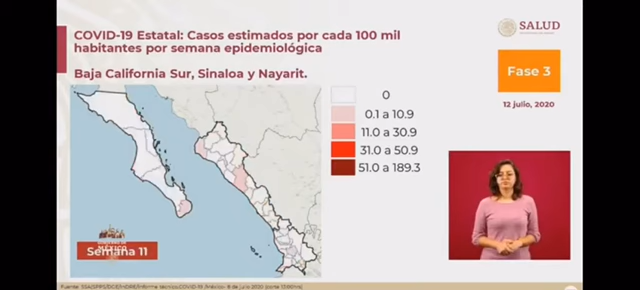 COVID-19 Estatal: Casos estimados por cada 100 mil
habitantes por semana epidemiológica
SALUD
Baja California Sur, Sinaloa y Nayarit.
Fase 3
12 julio, 2020
0
0.1 a 10.9
11.0 a 30.9
31.0 a 50.9
51.0 a 189.3
MÉXICO
Semana 11